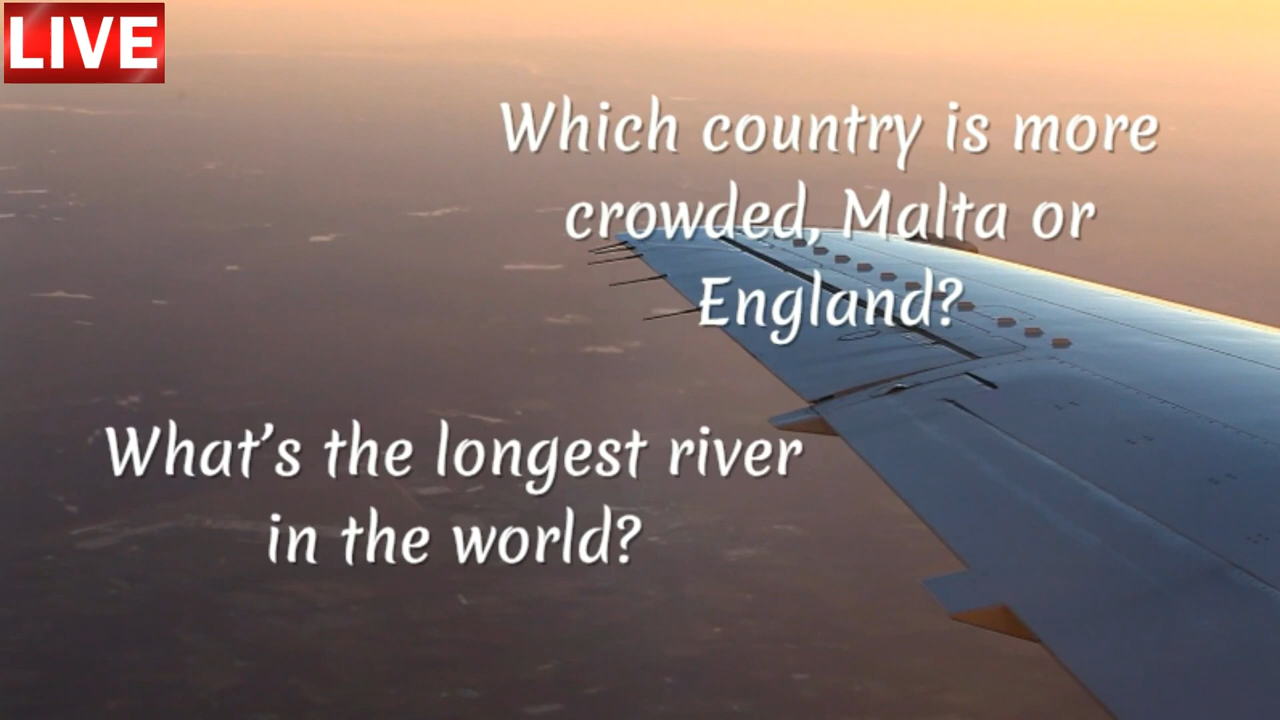 LIVE
Which country is more
crowded, Malta or
England?
What’s the longest river
in the world?